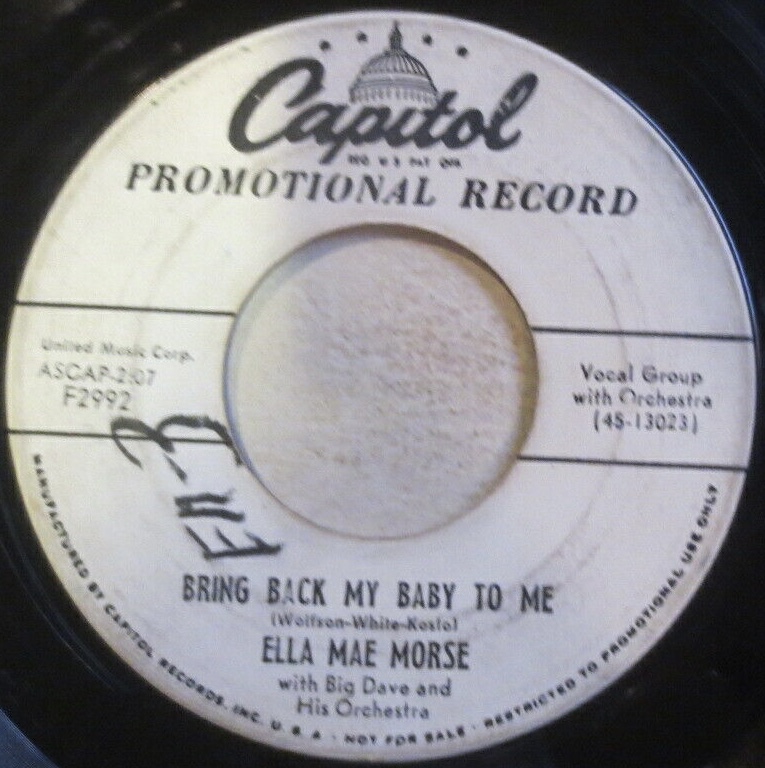 Capitol
REG. U.S. PAT. OFF.
PROMOTIONAL RECORD
United Music Corp.
ASCAP-2:07
F2992
Vocal Group
with Orchestra
(45-13023)
BRING BACK MY BABY TO ME
(Wolfson-White-Kosloff)
ELLA MAE MORSE
with Big Dave and
His Orchestra
MANUFACTURED BY CAPITOL RECORDS, INC. U.S.A. · NOT FOR SALE · RESTRICTED TO PROMOTIONAL USE ONLY